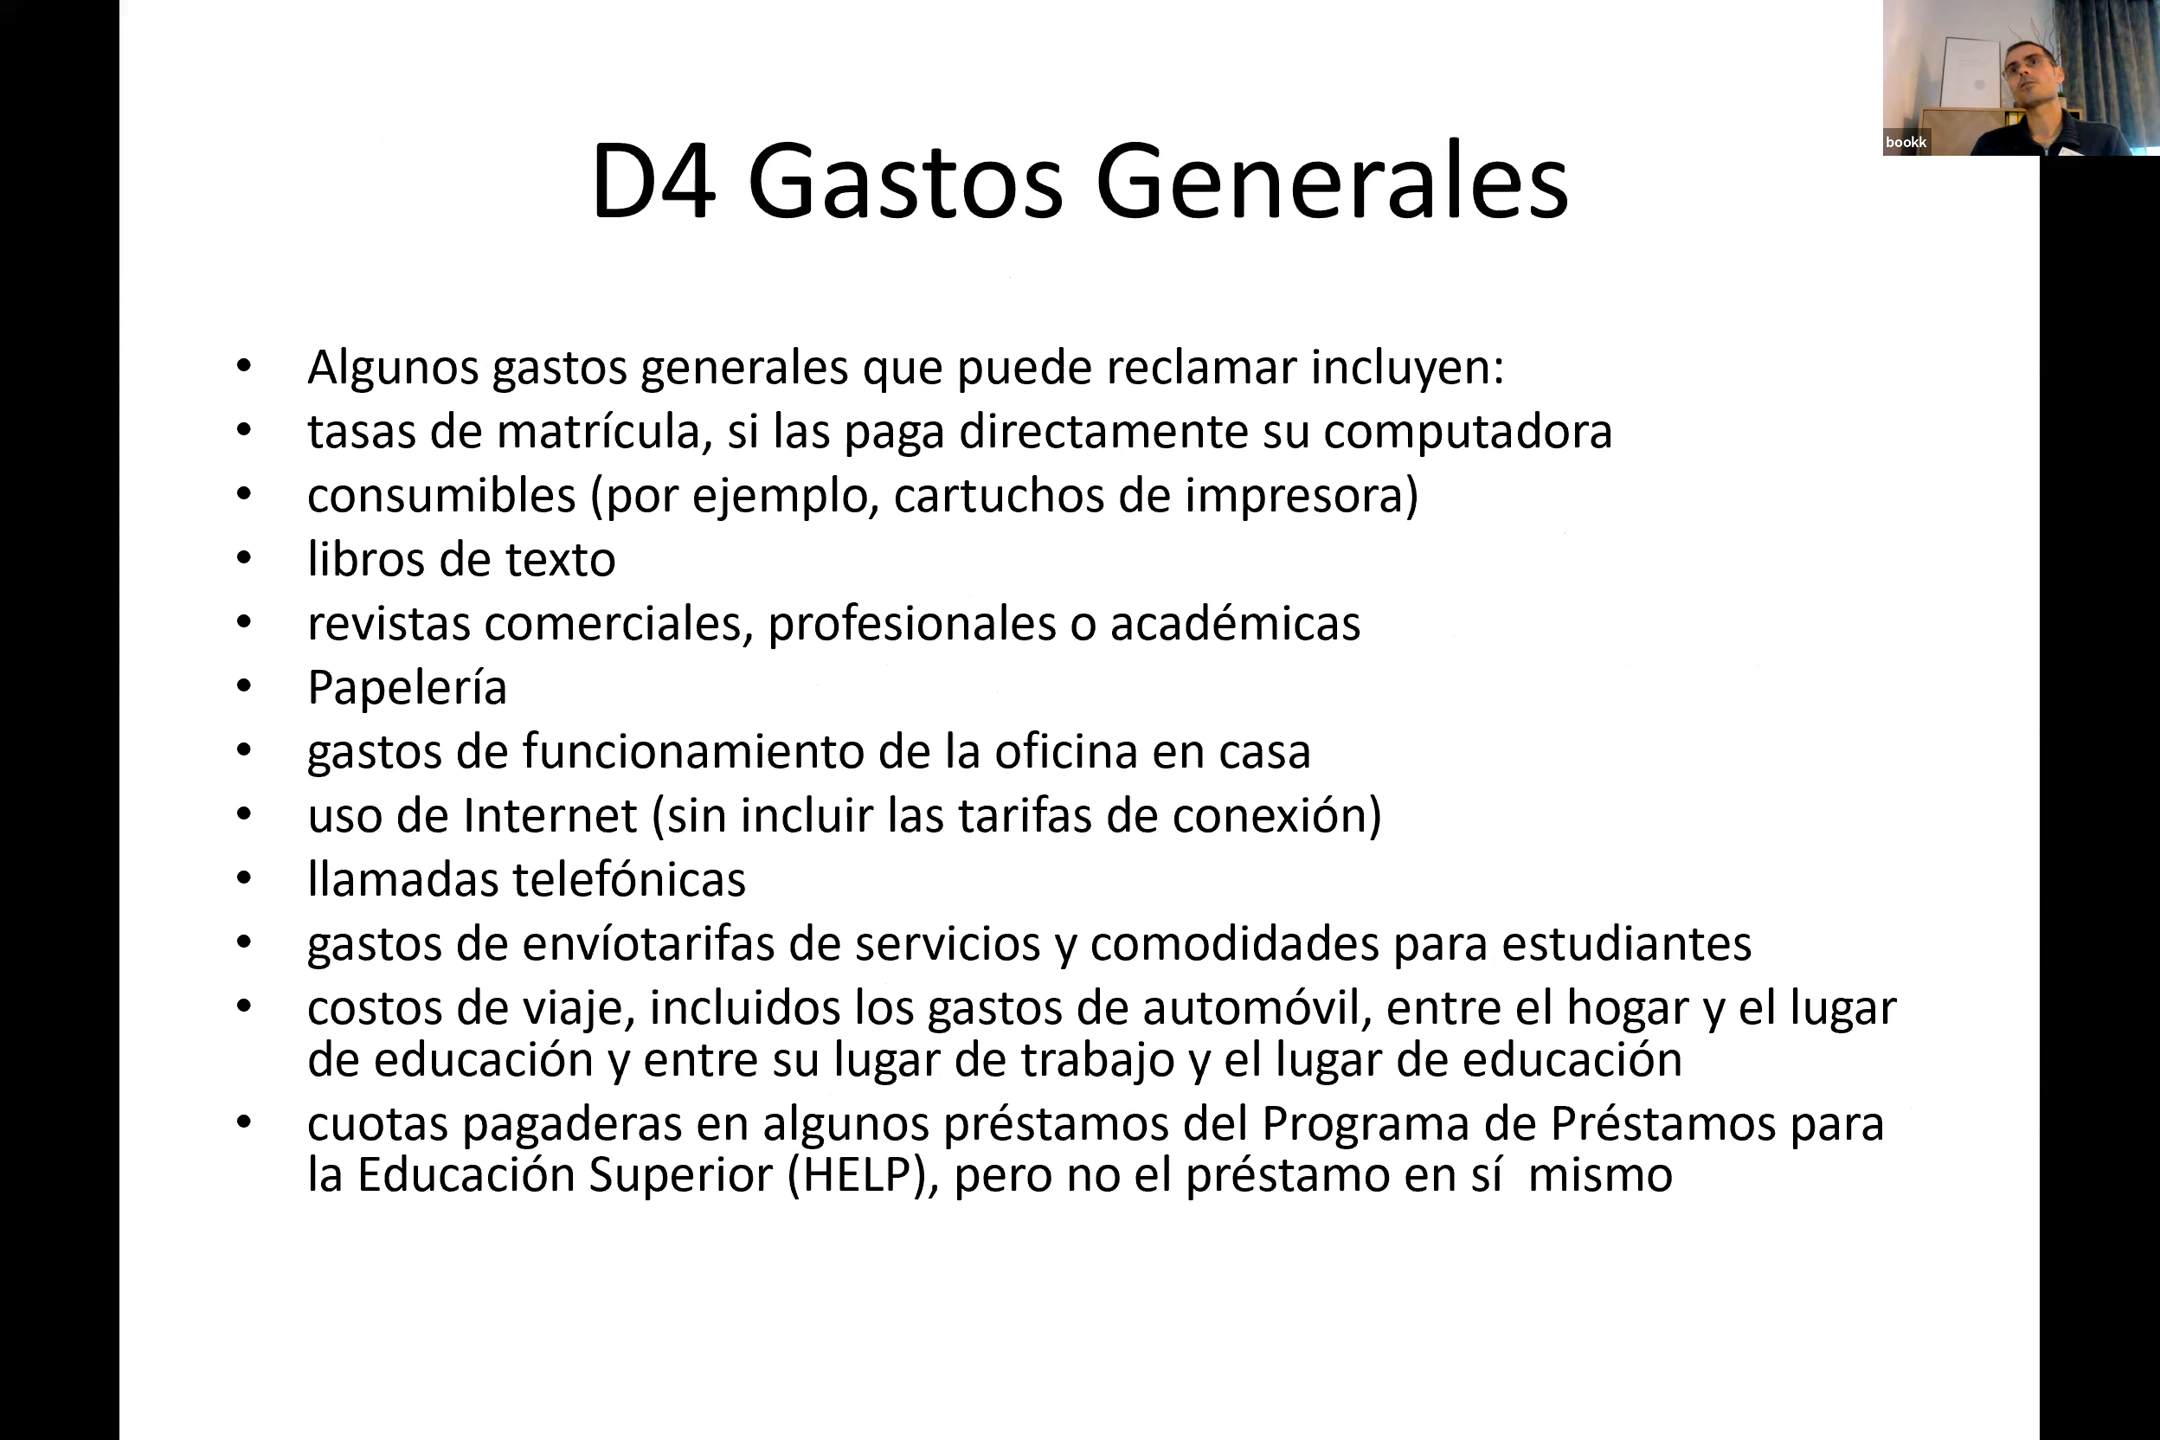 bookk
D4 Gastos Generales
• Algunos gastos generales que puede reclamar incluyen:
• tasas de matrícula, si las paga directamente su computadora
• consumibles (por ejemplo, cartuchos de impresora)
• libros de texto
• revistas comerciales, profesionales o académicas
• Papelería
• gastos de funcionamiento de la oficina en casa
• uso de Internet (sin incluir las tarifas de conexión)
• llamadas telefónicas
• gastos de envíotarifas de servicios y comodidades para estudiantes
• costos de viaje, incluidos los gastos de automóvil, entre el hogar y el lugar
de educación y entre su lugar de trabajo y el lugar de educación
• cuotas pagaderas en algunos préstamos del Programa de Préstamos para
la Educación Superior (HELP), pero no el préstamo en sí  mismo